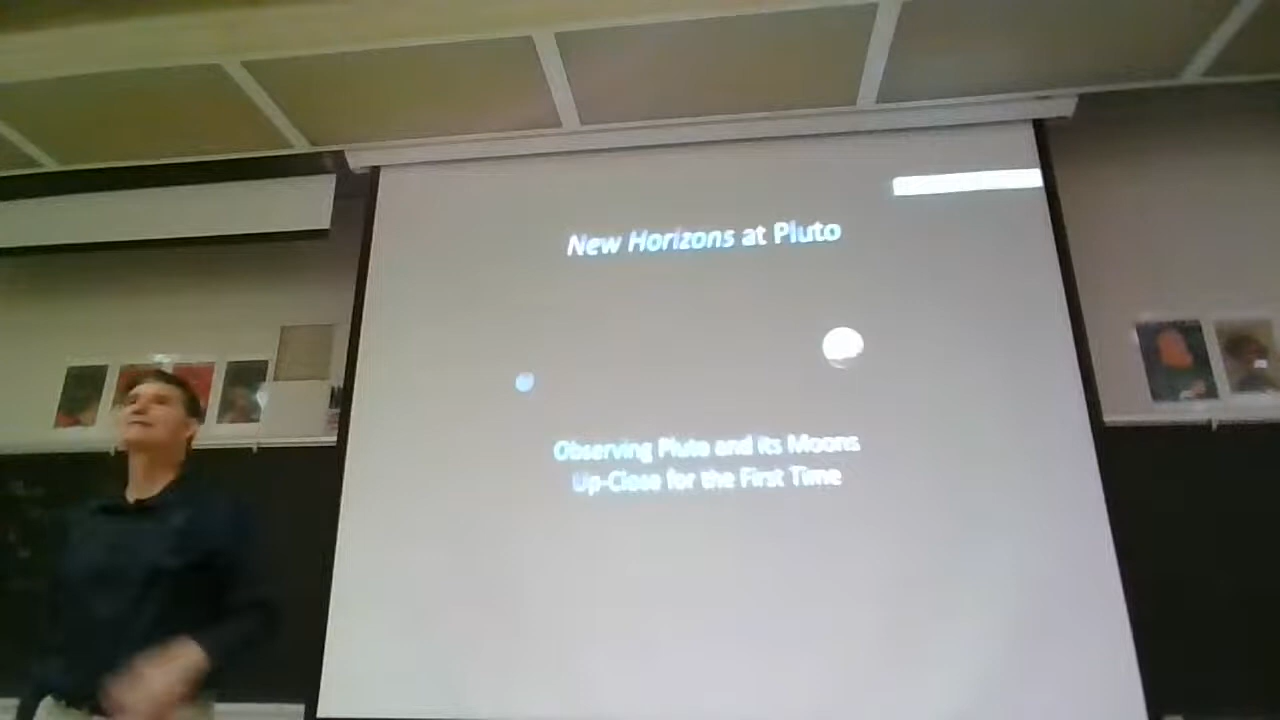 New Horizons at Pluto
Observing Pluto and its Moons
Up-Close for the First Time